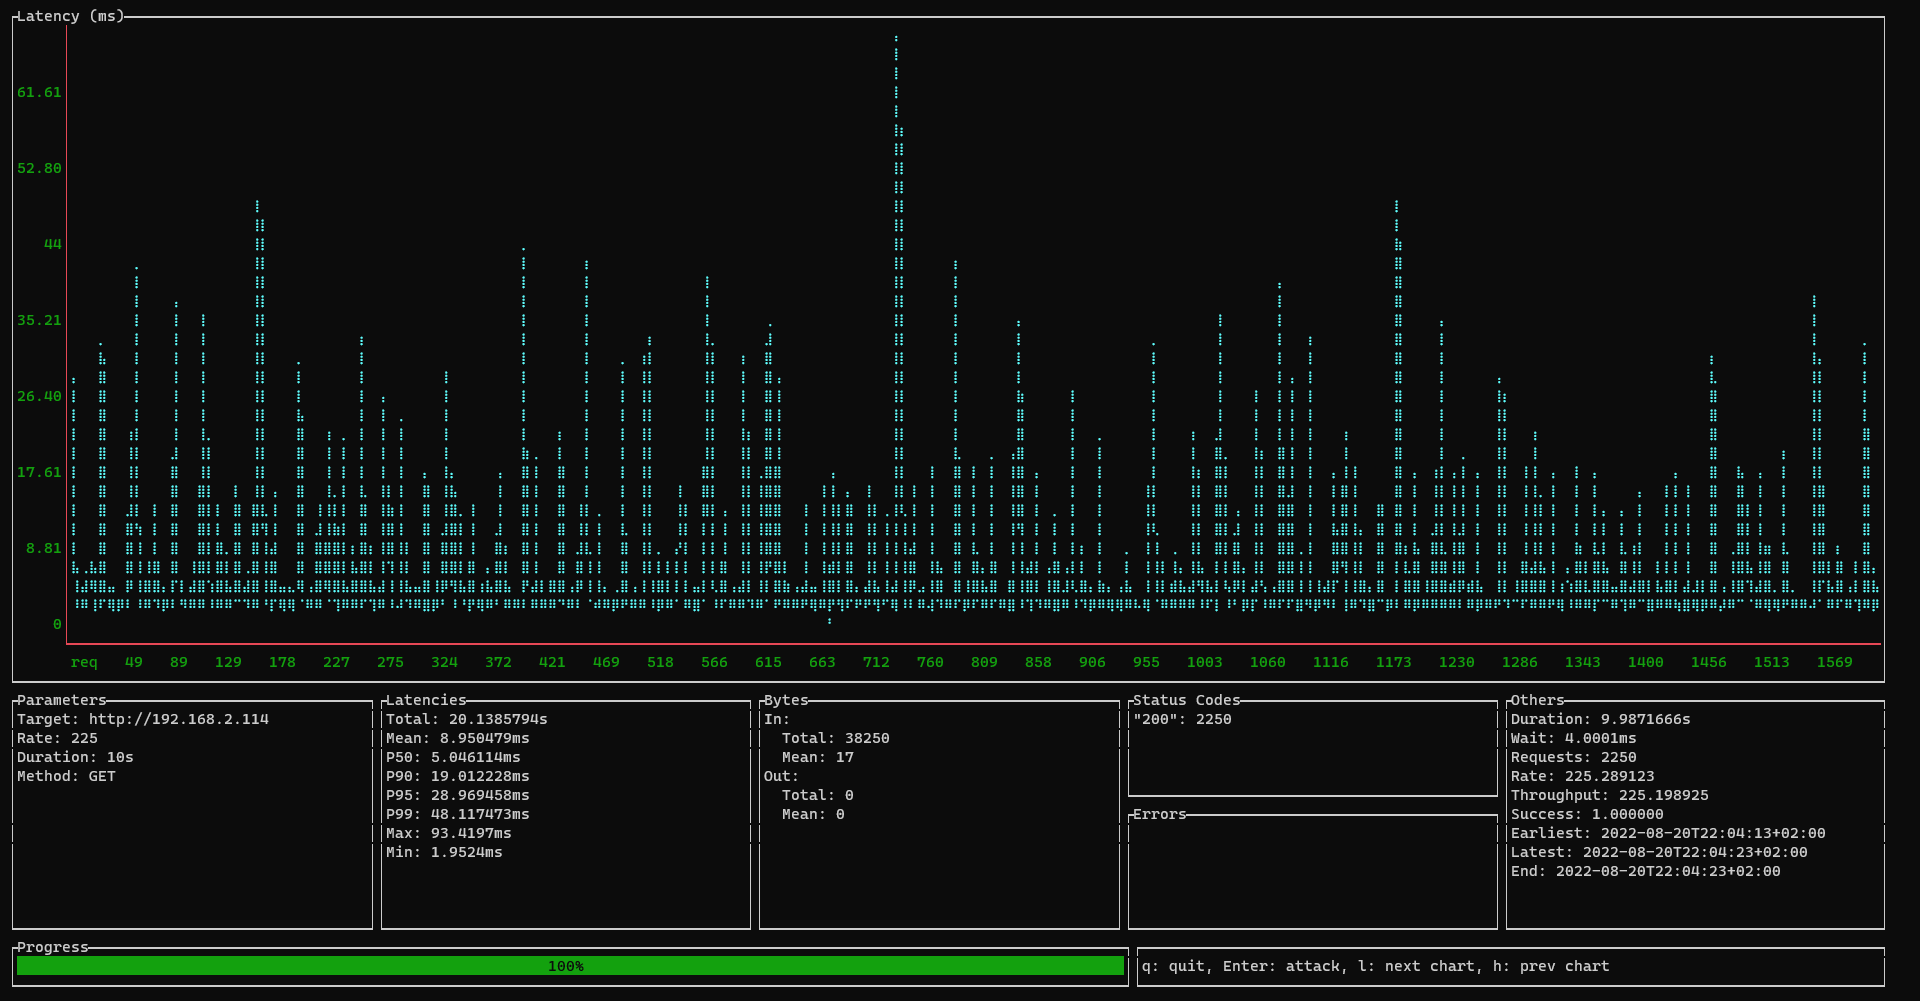 Latency (ms)
61.61
52.80
44
35.21
26.40
17.61
8.81
0
req 49 89 129 178 227 275 324 372 421 469 518 566 615 663 712 760 809 858 906 955 1003 1060 1116 1173 1230 1286 1343 1400 1456 1513 1569
Parameters
Target: http://192.168.2.114
Rate: 225
Duration: 10s
Method: GET
Latencies
Total: 20.1385794s
Mean: 8.950479ms
P50: 5.046114ms
P90: 19.012228ms
P95: 28.969458ms
P99: 48.117473ms
Max: 93.4197ms
Min: 1.9524ms
Bytes
In:
Total: 38250
Mean: 17
Out:
Total: 0
Mean: 0
Status Codes
"200": 2250
Errors
Others
Duration: 9.9871666s
Wait: 4.0001ms
Requests: 2250
Rate: 225.289123
Throughput: 225.198925
Success: 1.000000
Earliest: 2022-08-20T22:04:13+02:00
Latest: 2022-08-20T22:04:23+02:00
End: 2022-08-20T22:04:23+02:00
Progress
100%
q: quit, Enter: attack, l: next chart, h: prev chart